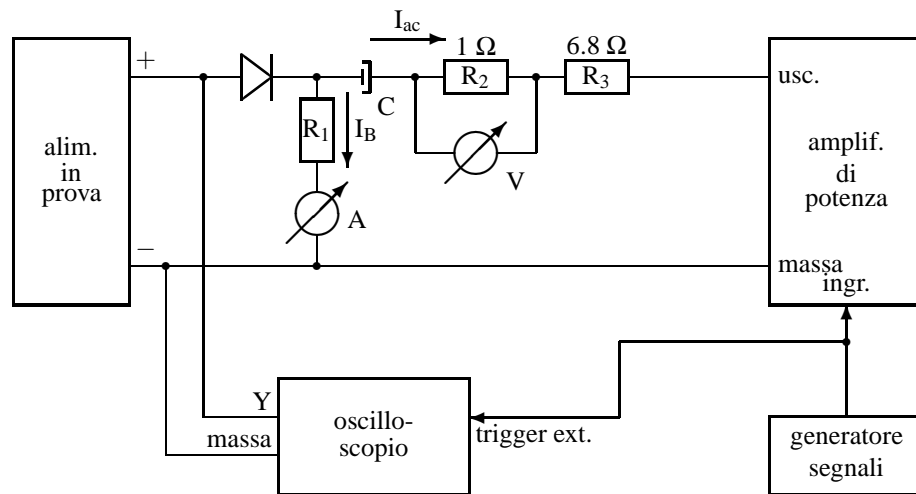 I_ac
1 Ω
6.8 Ω
+
R_2
R_3
usc.
C
R_1
I_B
alim.
in
prova
amplif.
di
potenza
V
A
−
massa
ingr.
Y
oscillo-
scopio
massa
trigger ext.
generatore
segnali